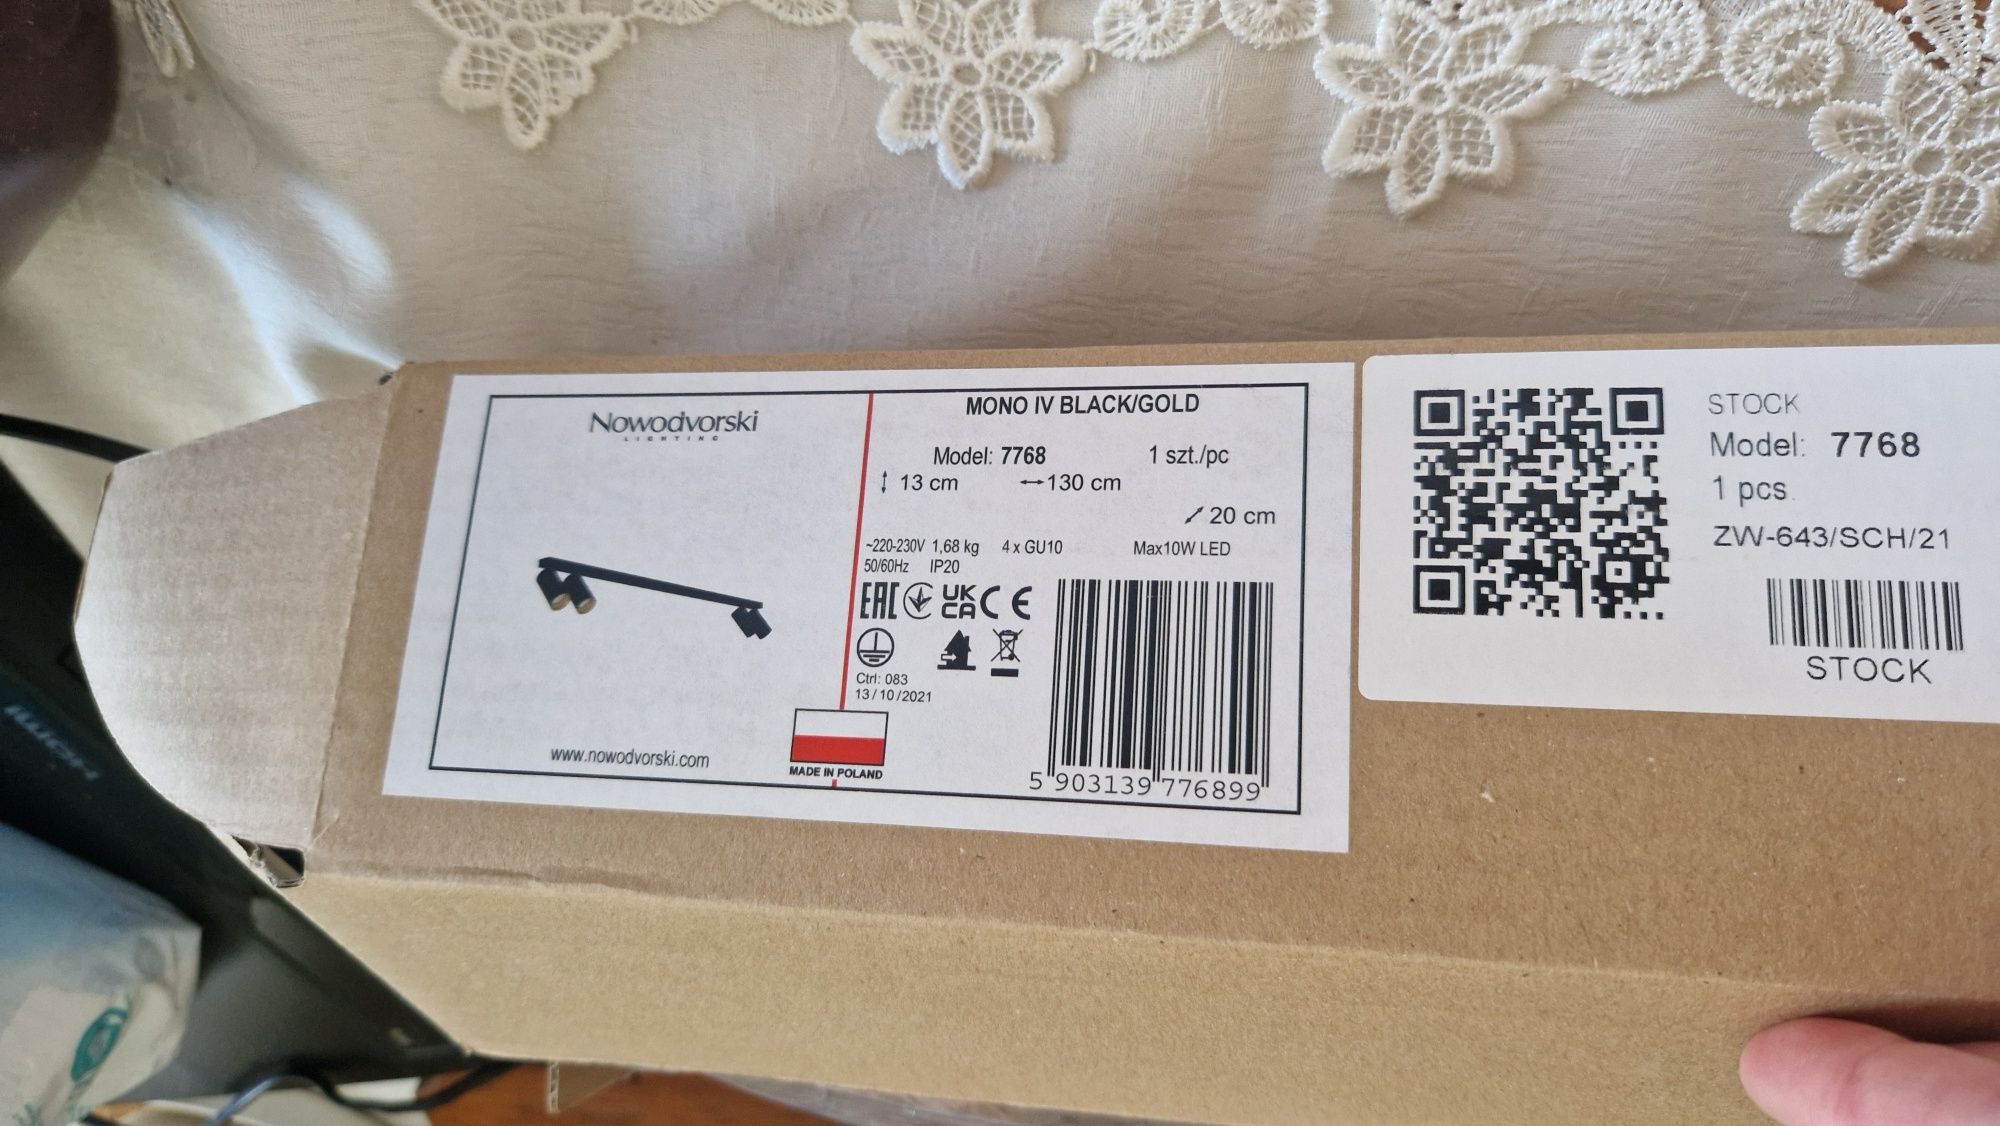 Nowodvorski
LIGHTING
www.nowodvorski.com
MONO IV BLACK/GOLD
Model: 7768 1 szt./pc
13 cm 130 cm
20 cm
~220-230V 1,68 kg 4 x GU10 Max10W LED
50/60Hz IP20
EAC UK CA CE
Ctrl: 083
13/10/2021
MADE IN POLAND
5 903139 776899
STOCK
Model: 7768
1 pcs.
ZW-643/SCH/21
STOCK